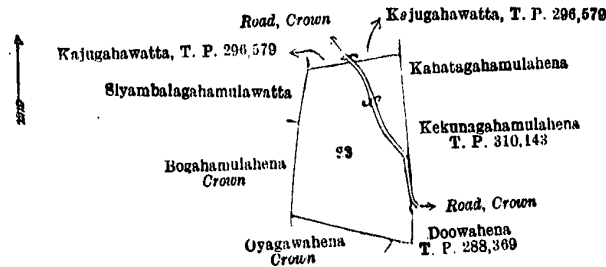 Road, Crown
Kajugahawatta, T. P. 296,579
Kajugahawatta, T. P. 296,579
Kahatagahamulahena
Siyambalagahamulawatta
Kekunagahamulahena
T. P. 310,143
Bogahamulahena
Crown
Road, Crown
Doowahena
T. P. 288,369
Oyagawahena
Crown